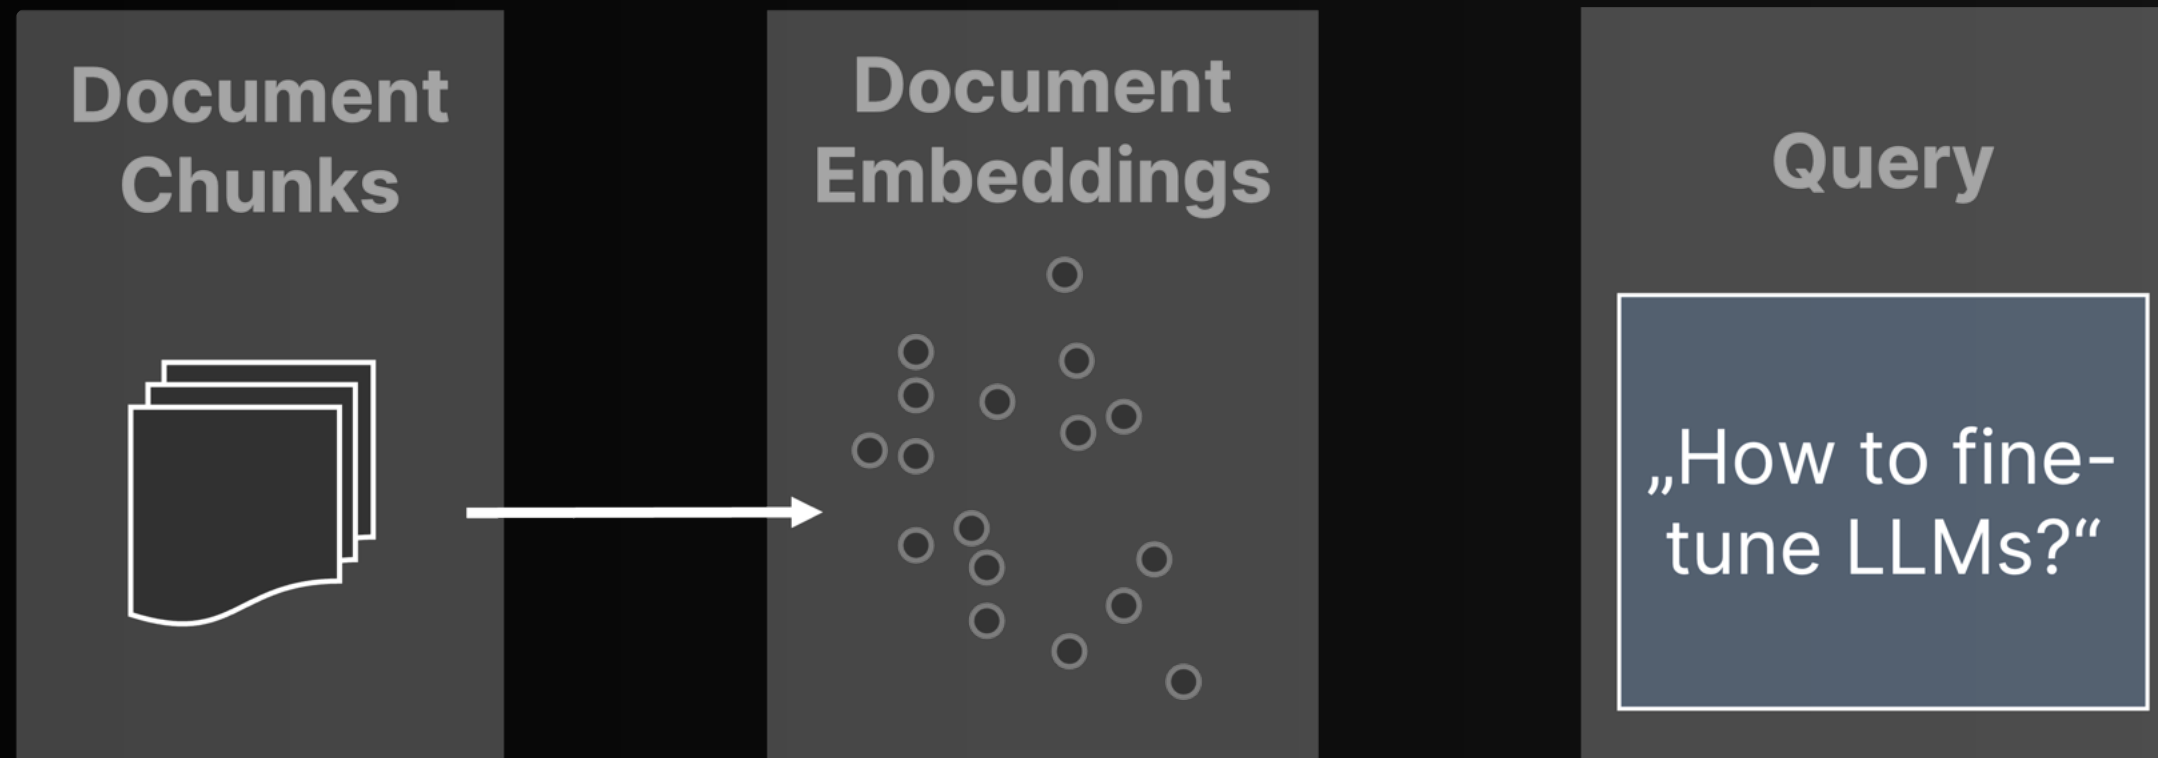 Document
Chunks
Document
Embeddings
Query
„How to fine-
tune LLMs?“